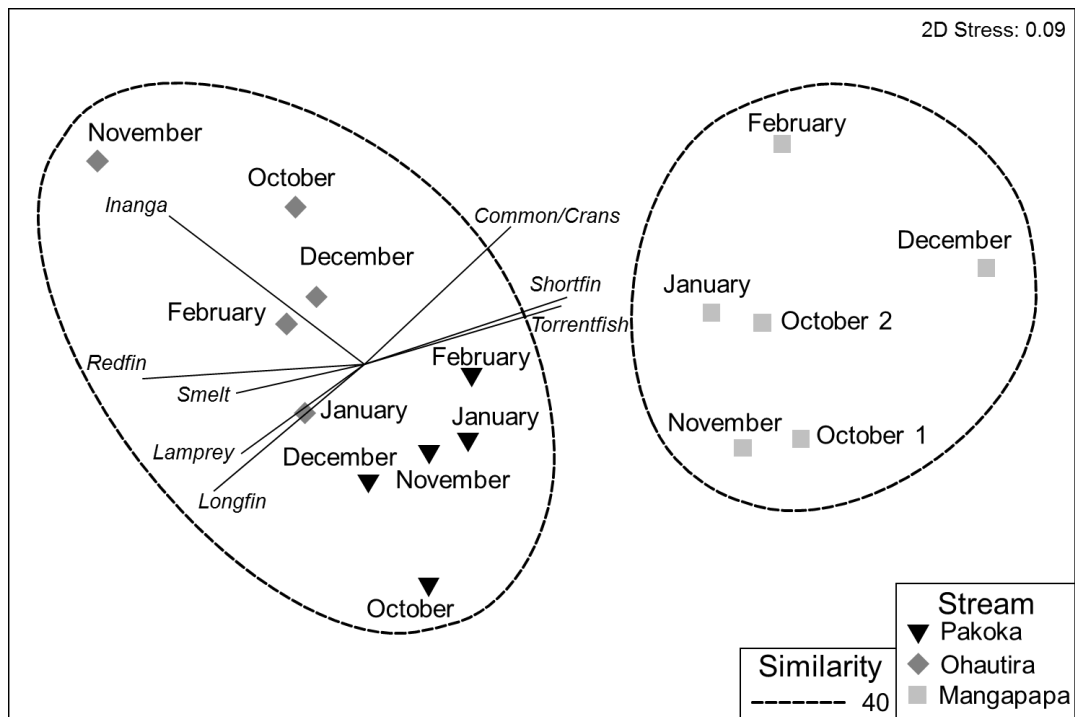 2D Stress: 0.09
November
February
October
Inanga
Common/Crans
December
December
Shortfin
January
February
October 2
Torrentfish
February
Redfin
Smelt
January
January
November
October 1
Lamprey
December
November
Longfin
October
Stream
Pakoka
Ohautira
Mangapapa
Similarity
40